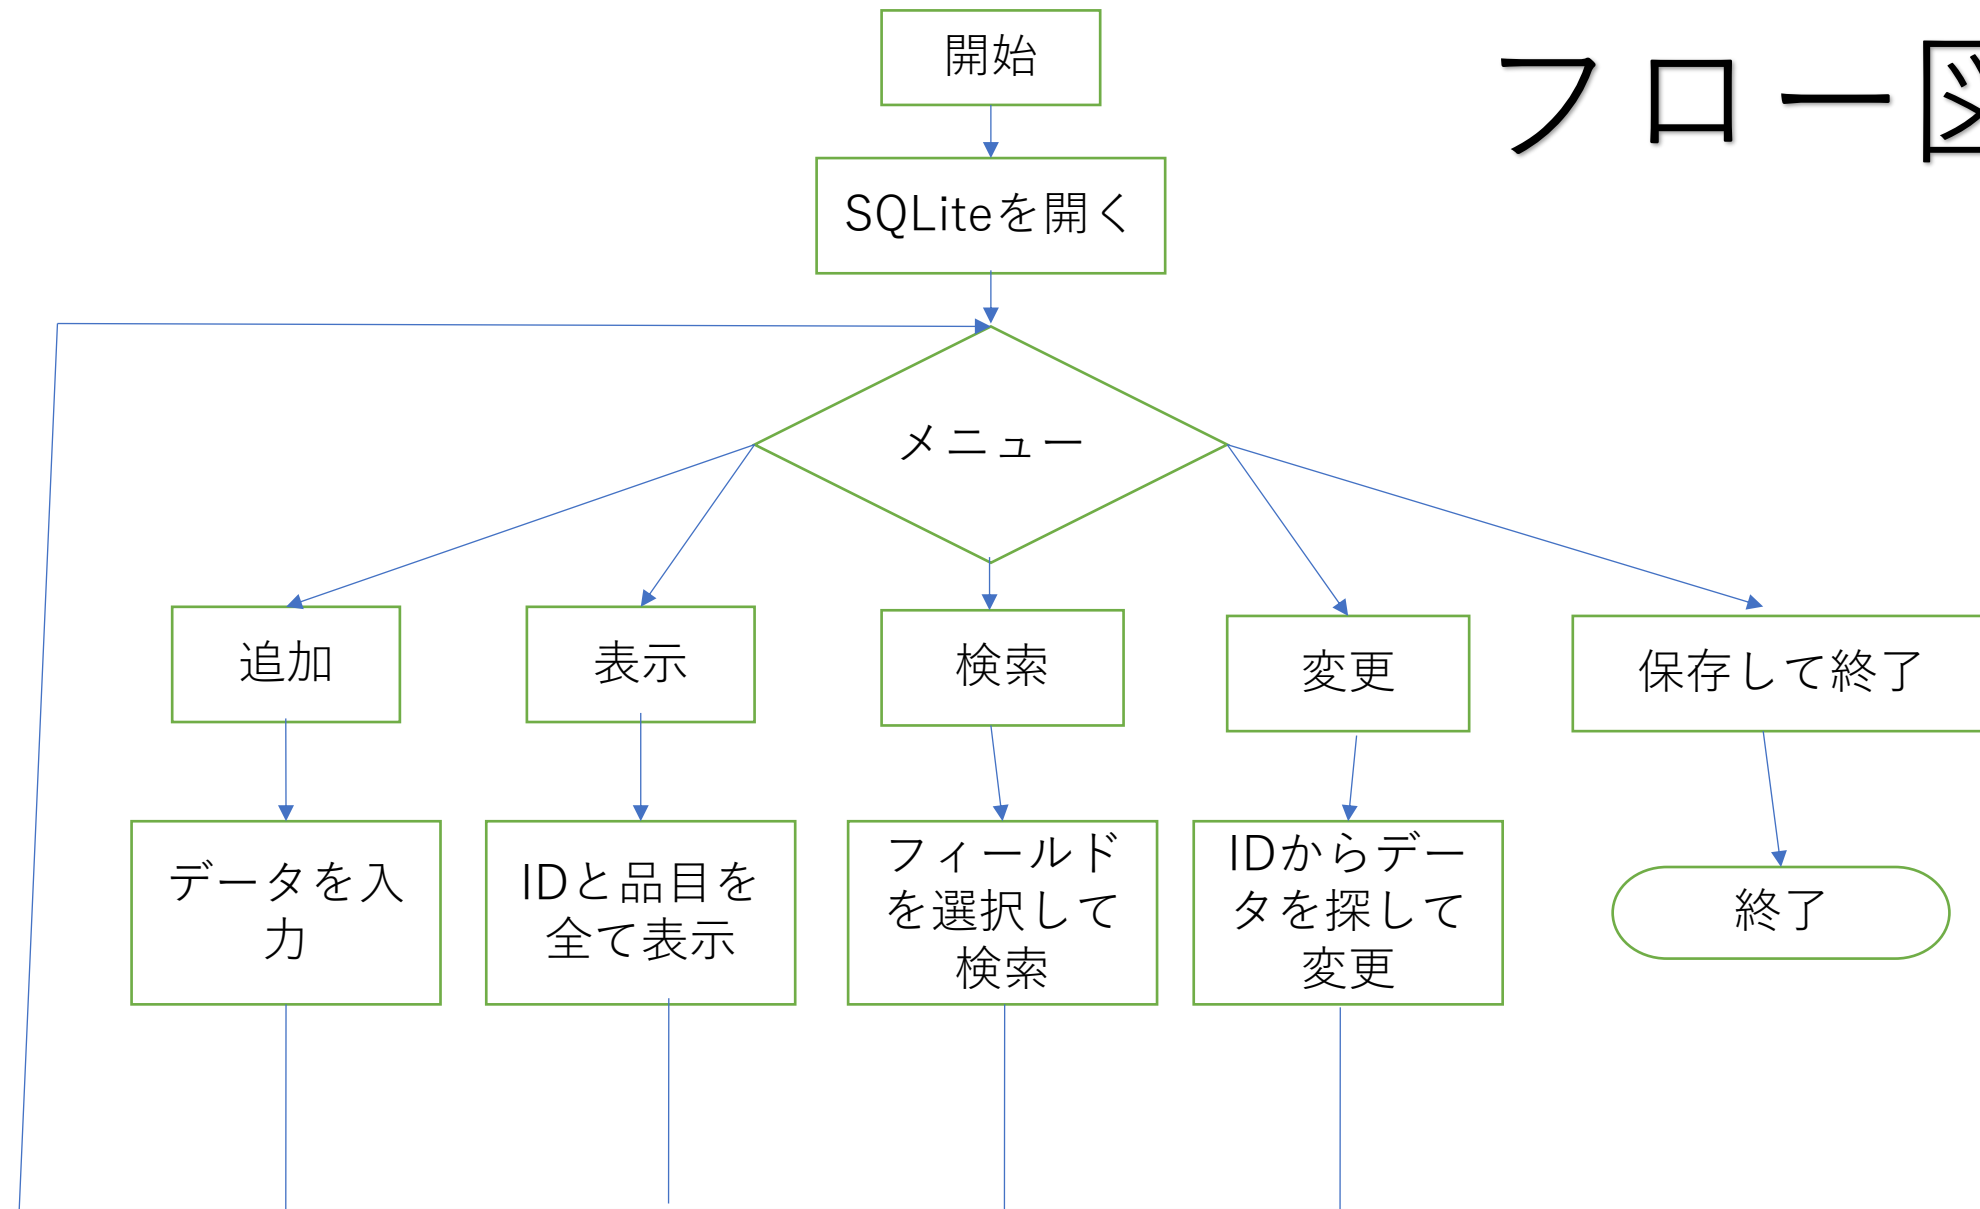 開始
フロー図
SQLiteを開く
メニュー
追加
表示
検索
変更
保存して終了
データを入
力
IDと品目を
全て表示
フィールド
を選択して
検索
IDからデー
タを探して
変更
終了